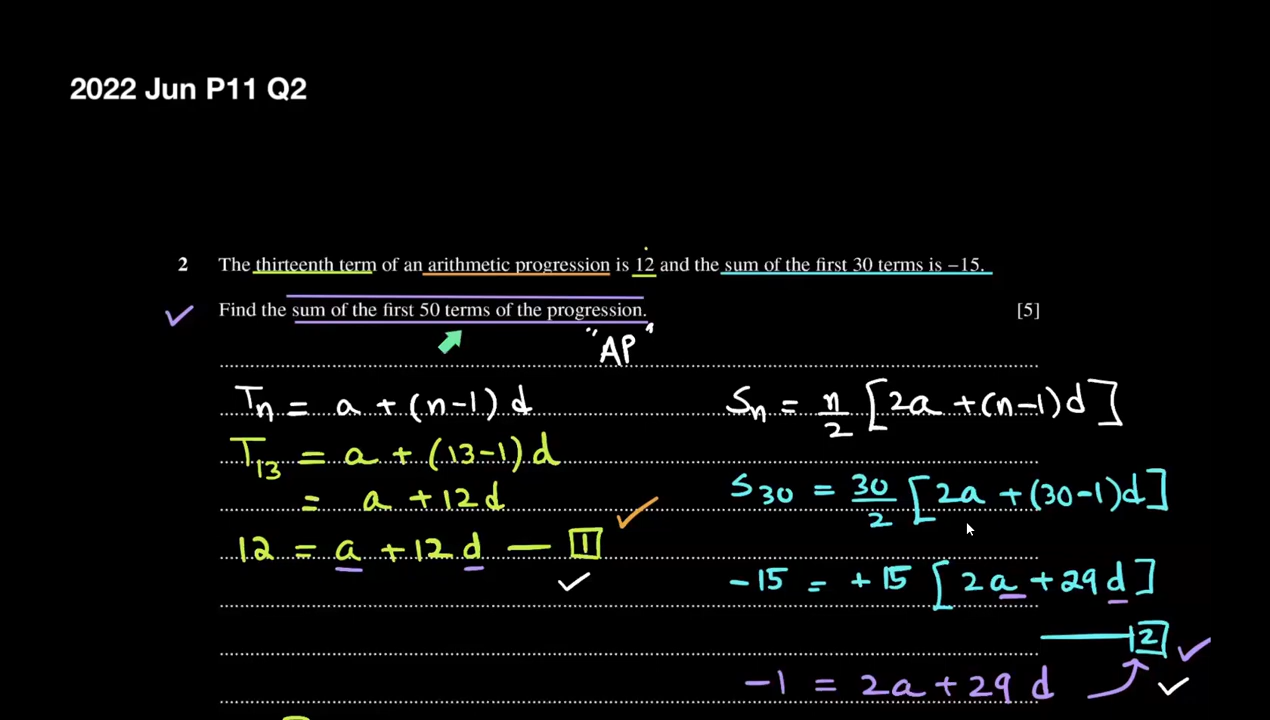 2022 Jun P11 Q2
2 The thirteenth term of an arithmetic progression is 12 and the sum of the first 30 terms is −15.
Find the sum of the first 50 terms of the progression. [5]
"AP"
Tn = a + (n-1) d
T13 = a + (13-1) d
= a + 12d
12 = a + 12 d — 1
Sn = n/2 [2a + (n-1)d]
S30 = 30/2 [2a + (30-1)d]
-15 = +15 [2a + 29d]
2
-1 = 2a + 29 d